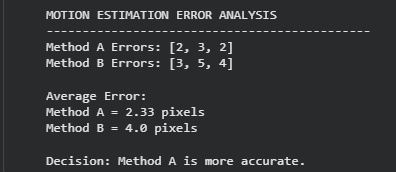 MOTION ESTIMATION ERROR ANALYSIS
---------------------------------------------
Method A Errors: [2, 3, 2]
Method B Errors: [3, 5, 4]
Average Error:
Method A = 2.33 pixels
Method B = 4.0 pixels
Decision: Method A is more accurate.